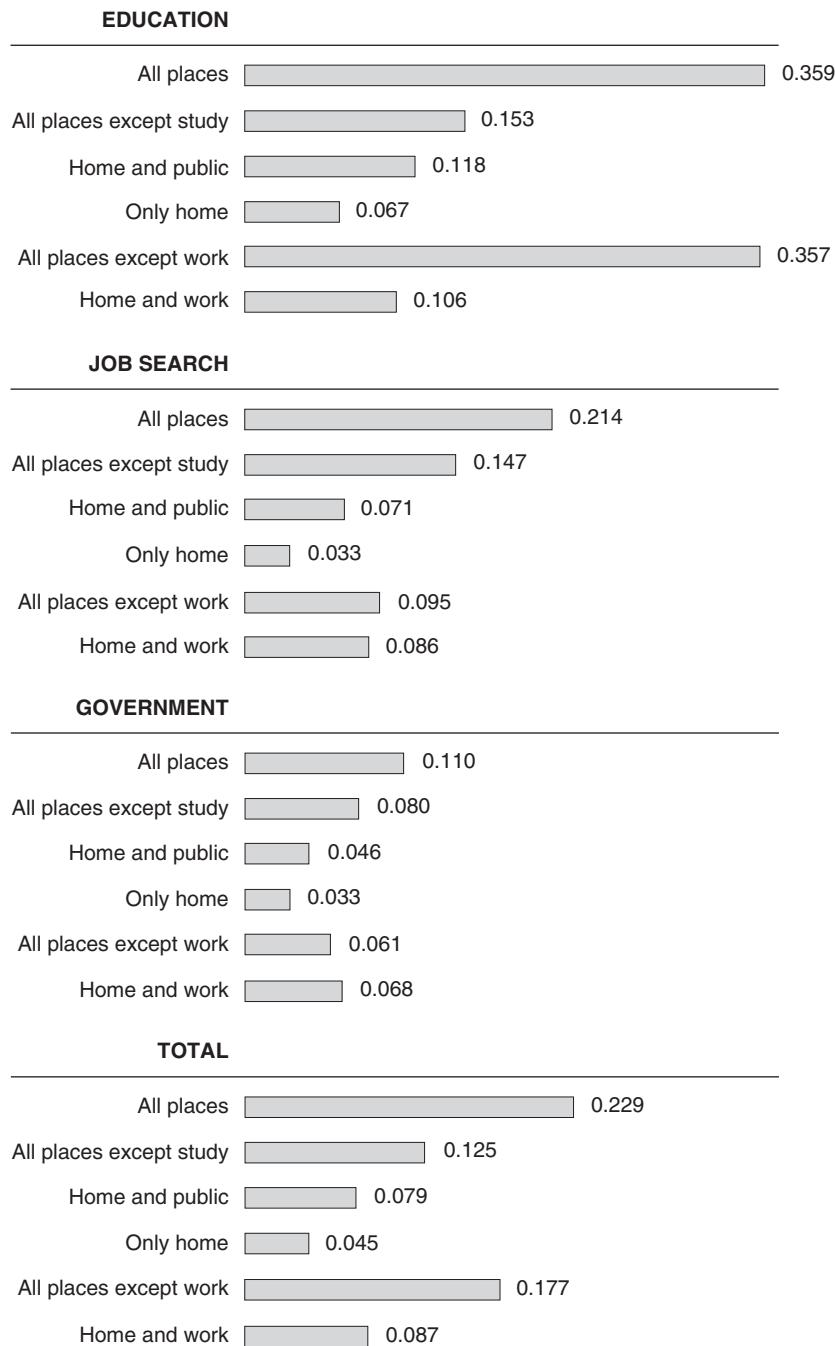 EDUCATION
All places 0.359
All places except study 0.153
Home and public 0.118
Only home 0.067
All places except work 0.357
Home and work 0.106
JOB SEARCH
All places 0.214
All places except study 0.147
Home and public 0.071
Only home 0.033
All places except work 0.095
Home and work 0.086
GOVERNMENT
All places 0.110
All places except study 0.080
Home and public 0.046
Only home 0.033
All places except work 0.061
Home and work 0.068
TOTAL
All places 0.229
All places except study 0.125
Home and public 0.079
Only home 0.045
All places except work 0.177
Home and work 0.087